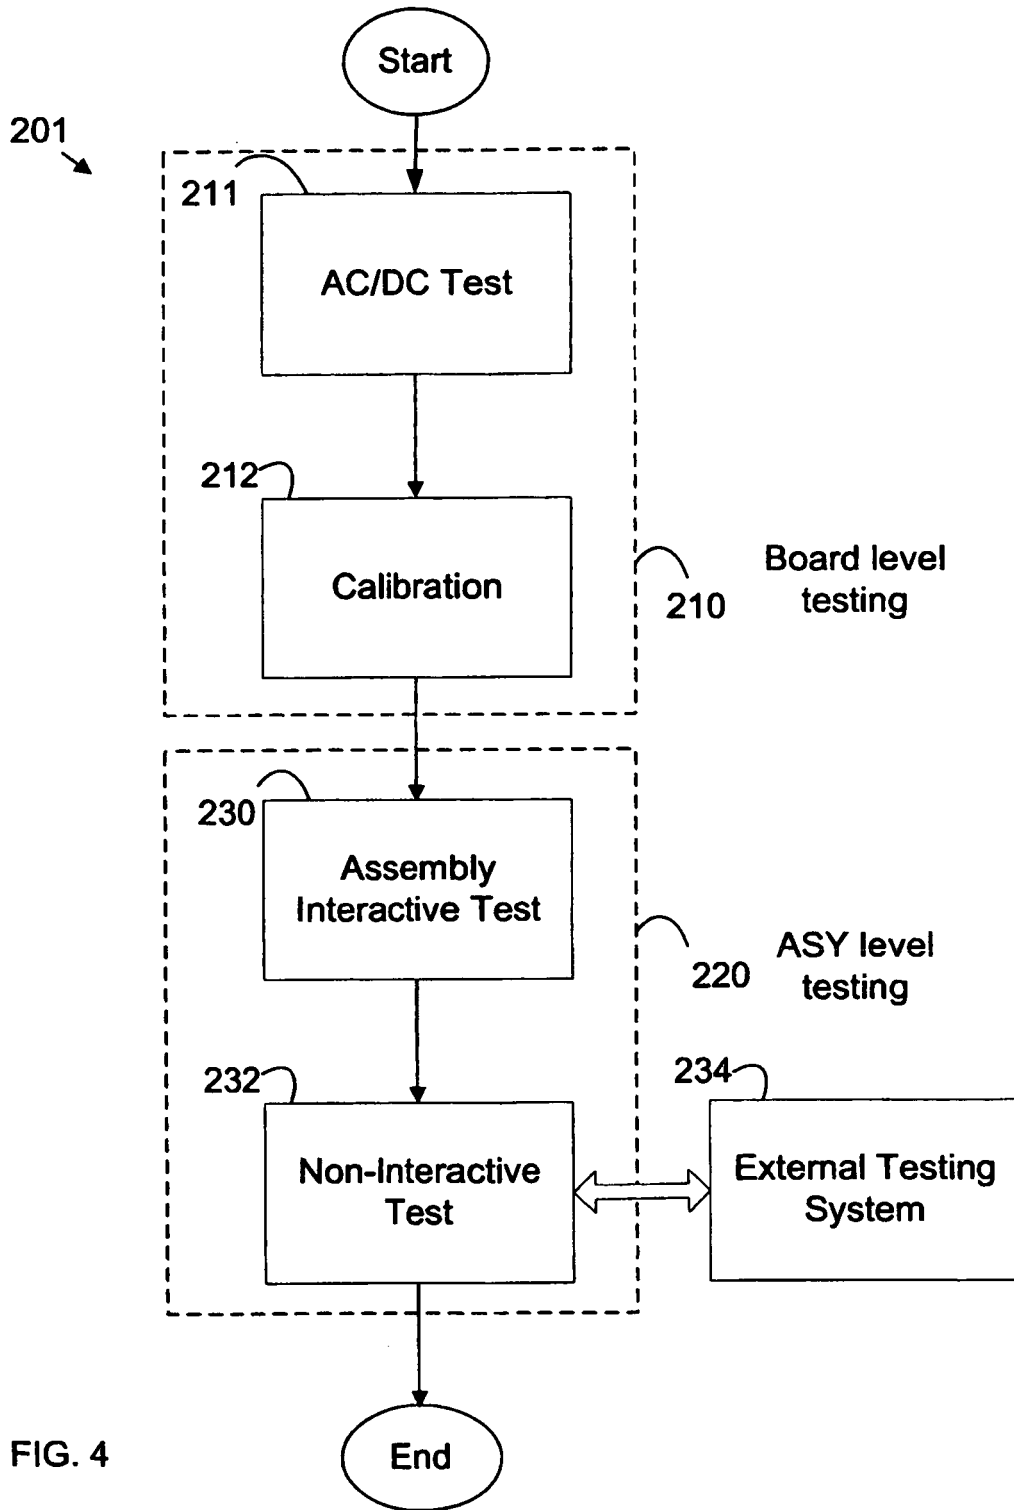 Start
201
211
AC/DC Test
212
Calibration
Board level
testing
210
230
Assembly
Interactive Test
ASY level
testing
220
232
Non-Interactive
Test
234
External Testing
System
End
FIG. 4